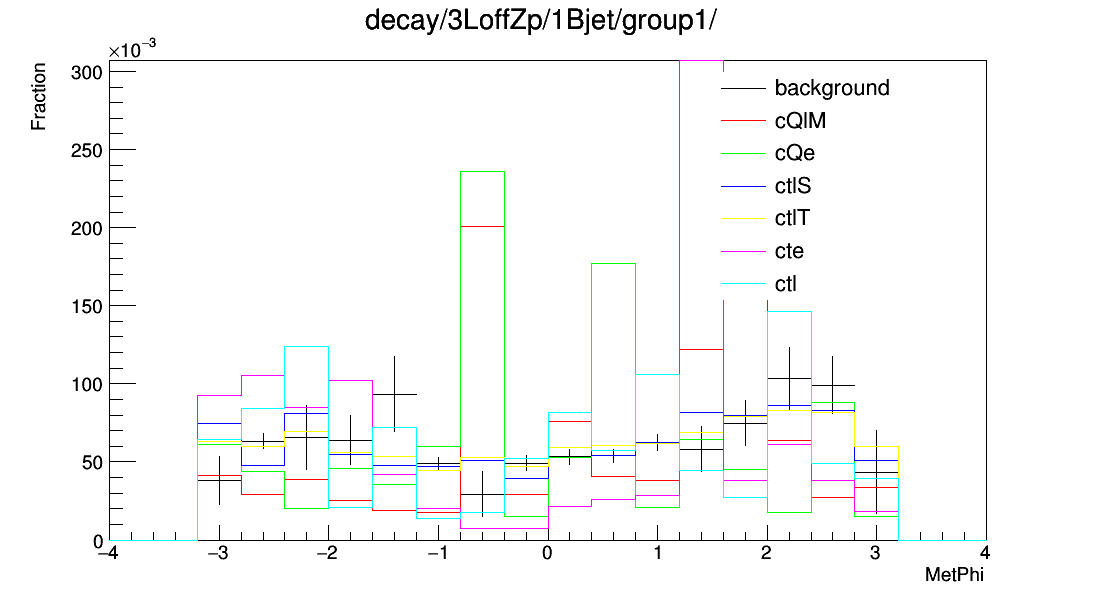 decay/3LoffZp/1Bjet/group1/
×10⁻³
Fraction
300
250
200
150
100
50
0
background
cQlM
cQe
ctlS
ctlT
cte
ctl
−4 −3 −2 −1 0 1 2 3 4
MetPhi